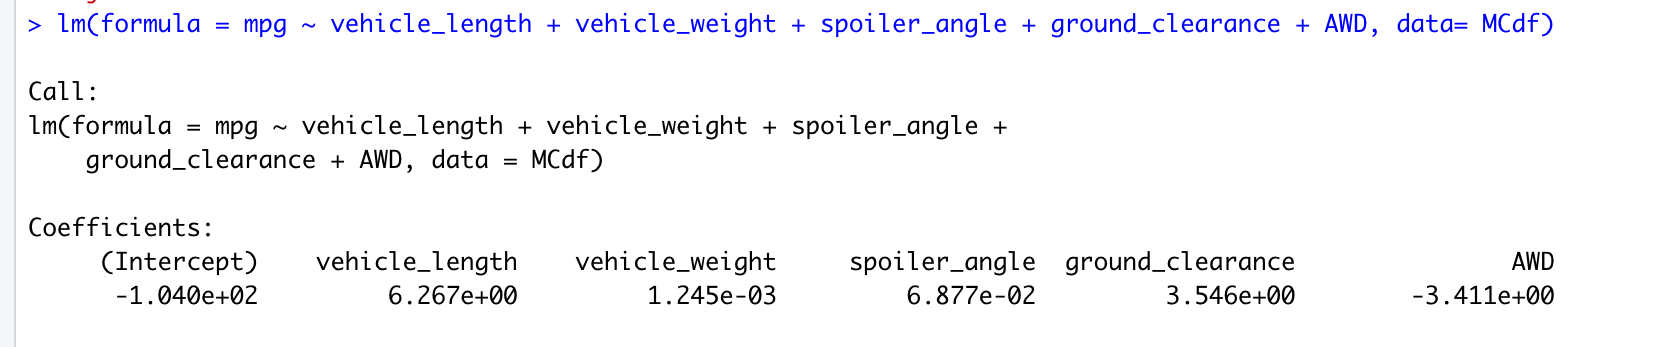 > lm(formula = mpg ~ vehicle_length + vehicle_weight + spoiler_angle + ground_clearance + AWD, data= MCdf)
Call:
lm(formula = mpg ~ vehicle_length + vehicle_weight + spoiler_angle +
    ground_clearance + AWD, data = MCdf)
Coefficients:
     (Intercept)    vehicle_length    vehicle_weight     spoiler_angle  ground_clearance               AWD
      -1.040e+02         6.267e+00         1.245e-03         6.877e-02         3.546e+00        -3.411e+00